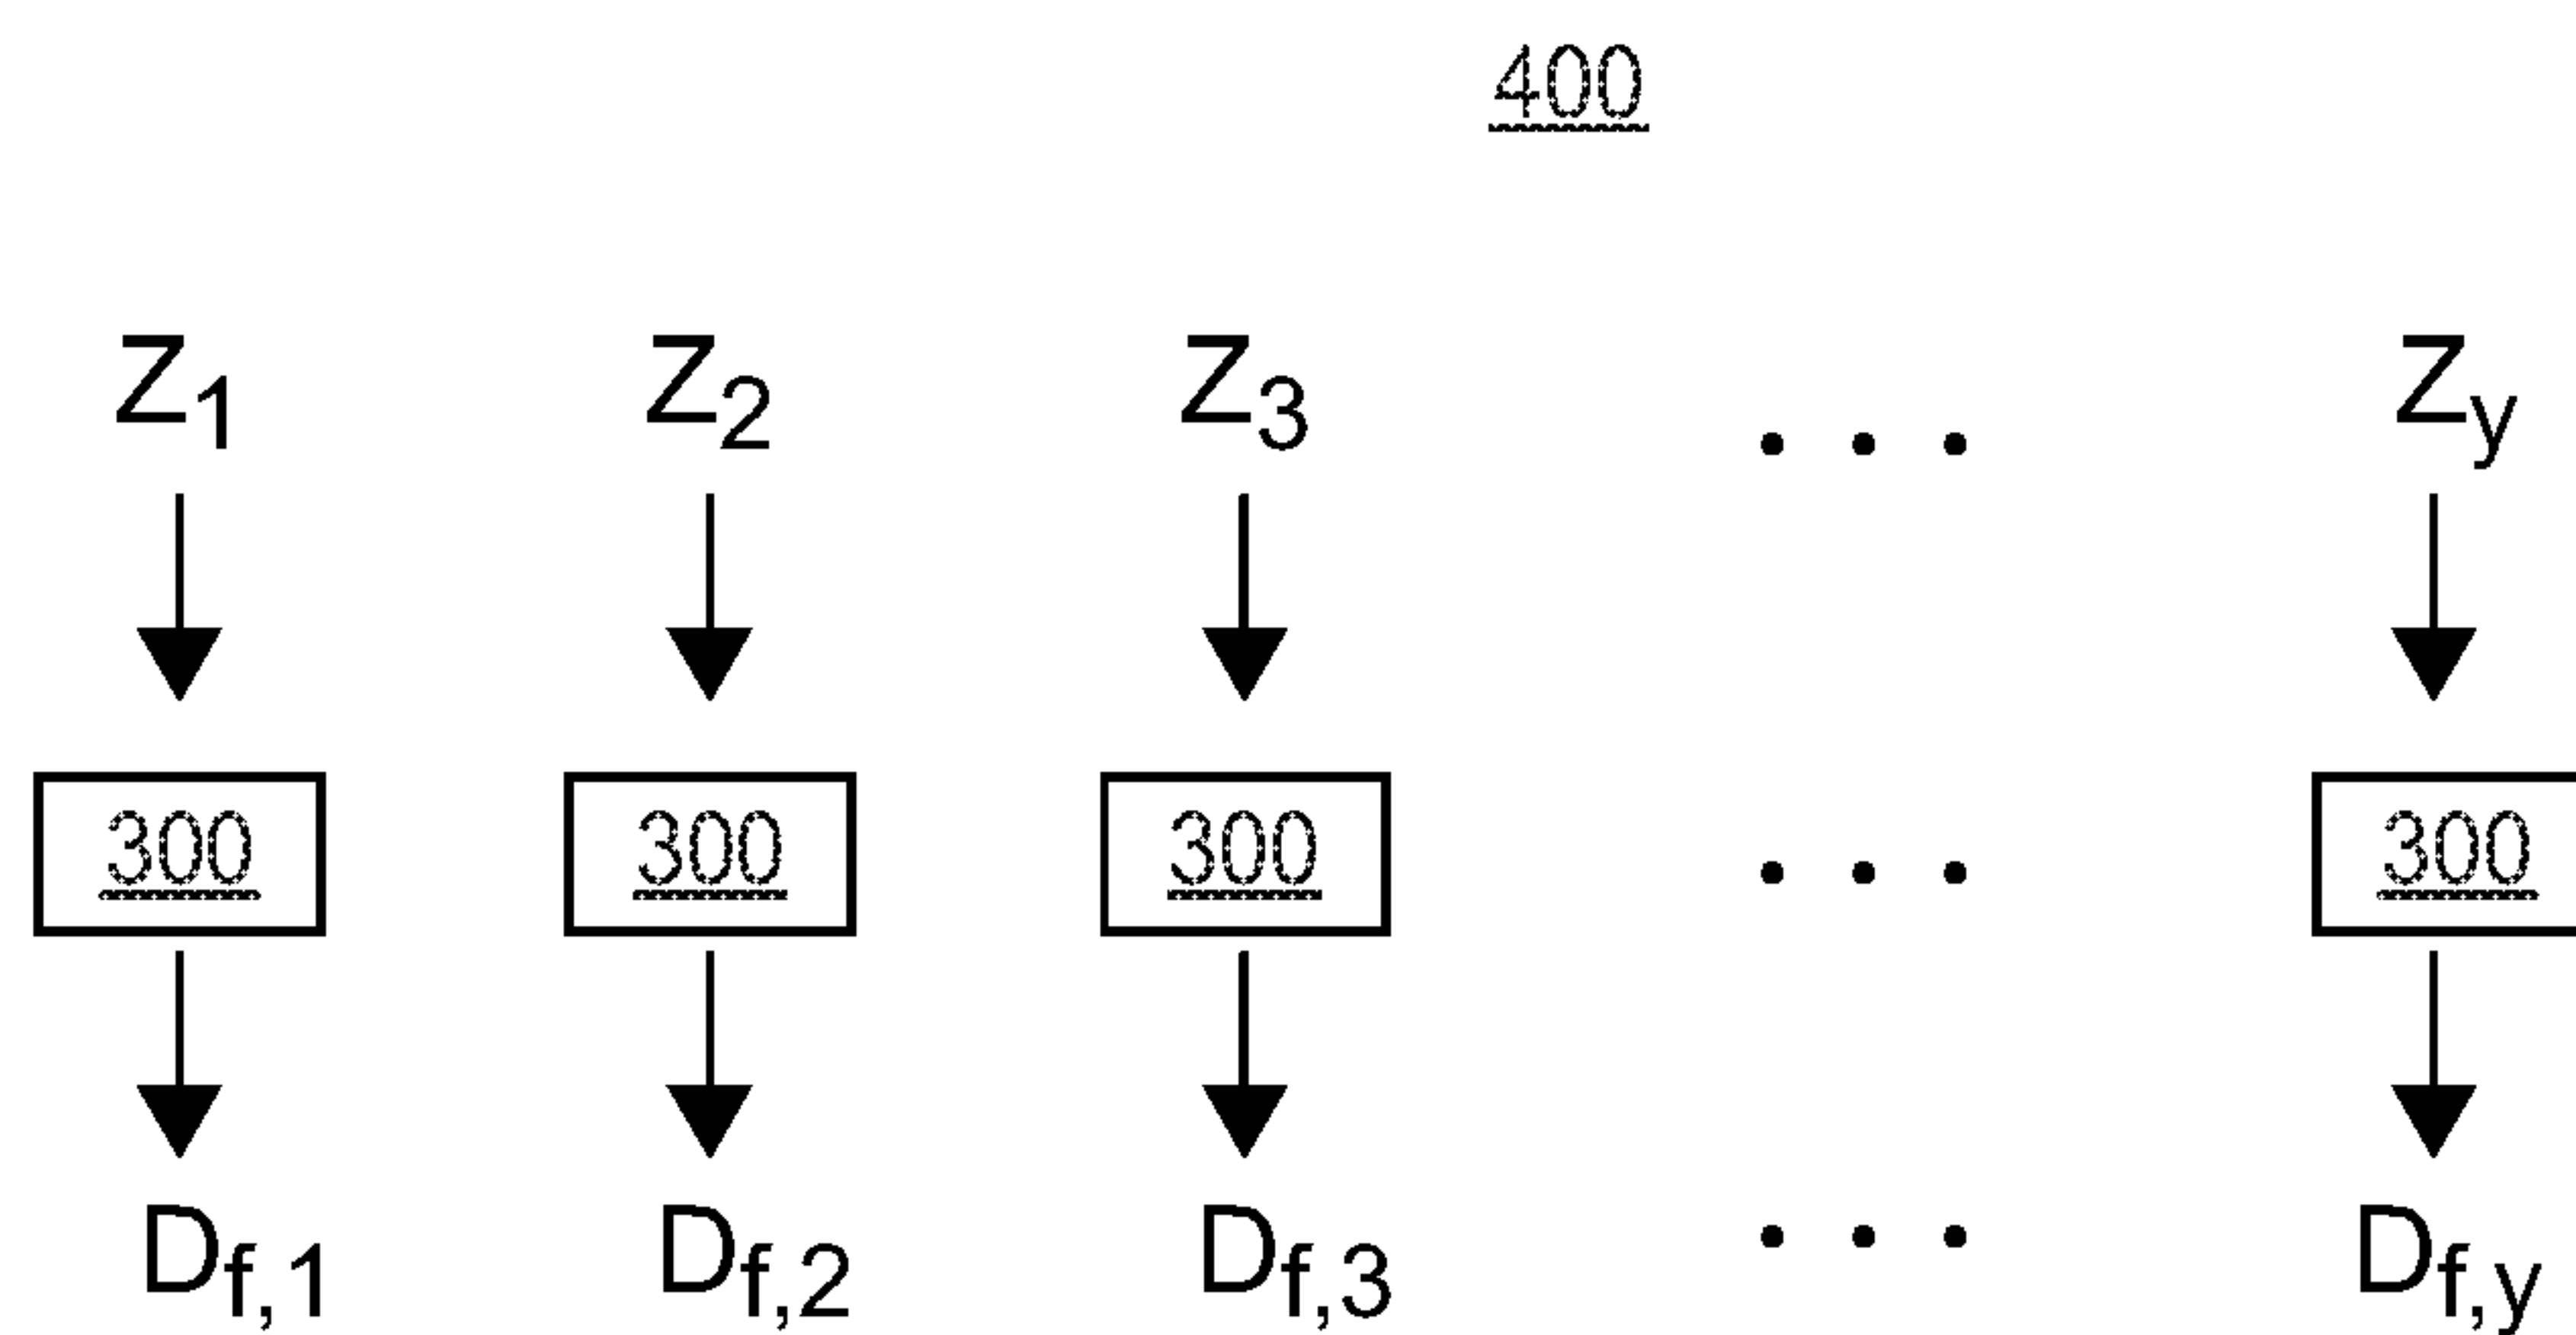 400
Z1 Z2 Z3 . . . Zy
300 300 300 . . . 300
Df,1 Df,2 Df,3 . . . Df,y